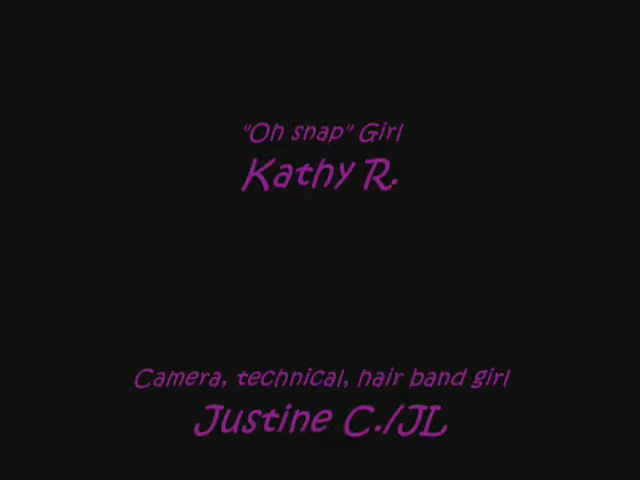 "Oh snap" Girl
Kathy R.
Camera, technical, hair band girl
Justine C./JL